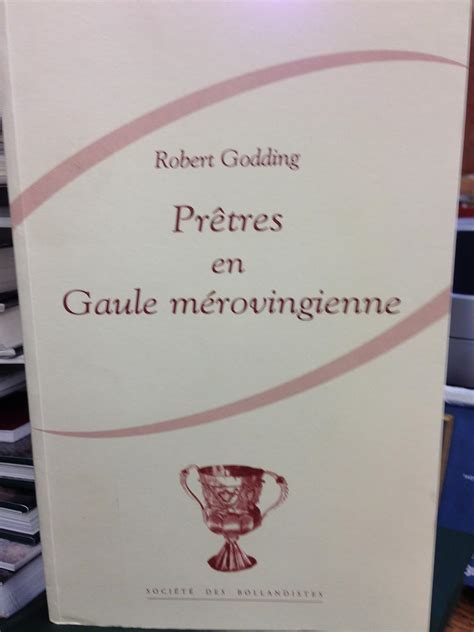 Robert Godding
Prêtres
en
Gaule mérovingienne
SOCIÉTÉ DES BOLLANDISTES